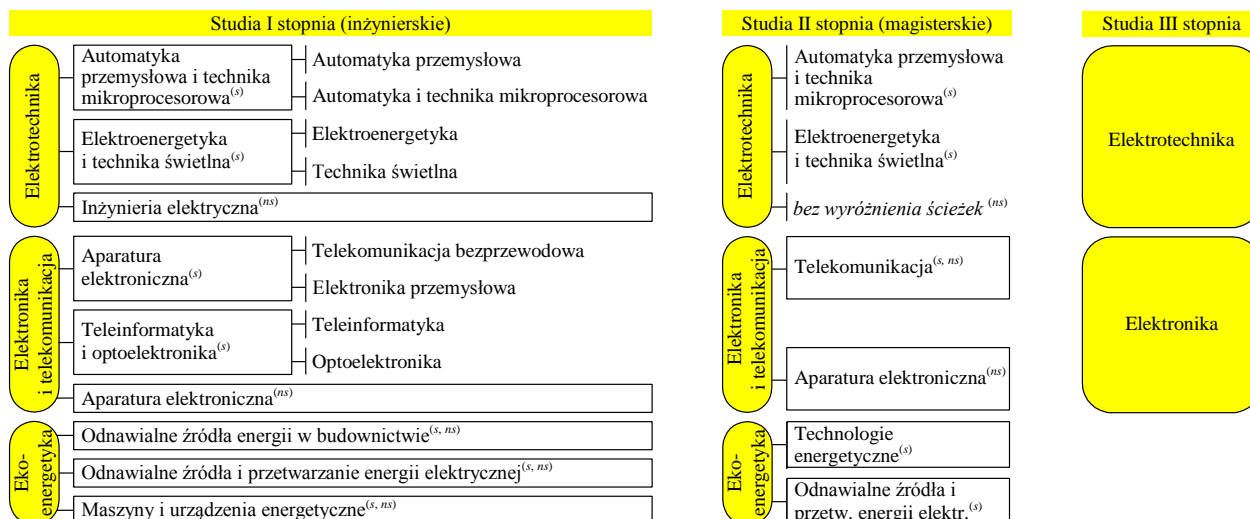 Studia I stopnia (inżynierskie)
Elektrotechnika
Automatyka
przemysłowa i technika
mikroprocesorowa(s)
Automatyka przemysłowa
Automatyka i technika mikroprocesorowa
Elektroenergetyka
i technika świetlna(s)
Elektroenergetyka
Technika świetlna
Inżynieria elektryczna(ns)
Elektronika
i telekomunikacja
Aparatura
elektroniczna(s)
Telekomunikacja bezprzewodowa
Elektronika przemysłowa
Teleinformatyka
i optoelektronika(s)
Teleinformatyka
Optoelektronika
Aparatura elektroniczna(ns)
Eko-
energetyka
Odnawialne źródła energii w budownictwie(s, ns)
Odnawialne źródła i przetwarzanie energii elektrycznej(s, ns)
Maszyny i urządzenia energetyczne(s, ns)
Studia II stopnia (magisterskie)
Elektrotechnika
Automatyka przemysłowa
i technika
mikroprocesorowa(s)
Elektroenergetyka
i technika świetlna(s)
bez wyróżnienia ścieżek (ns)
Elektronika
i telekomunikacja
Telekomunikacja(s, ns)
Aparatura elektroniczna(ns)
Eko-
energetyka
Technologie
energetyczne(s)
Odnawialne źródła i
przetw. energii elektr.(s)
Studia III stopnia
Elektrotechnika
Elektronika